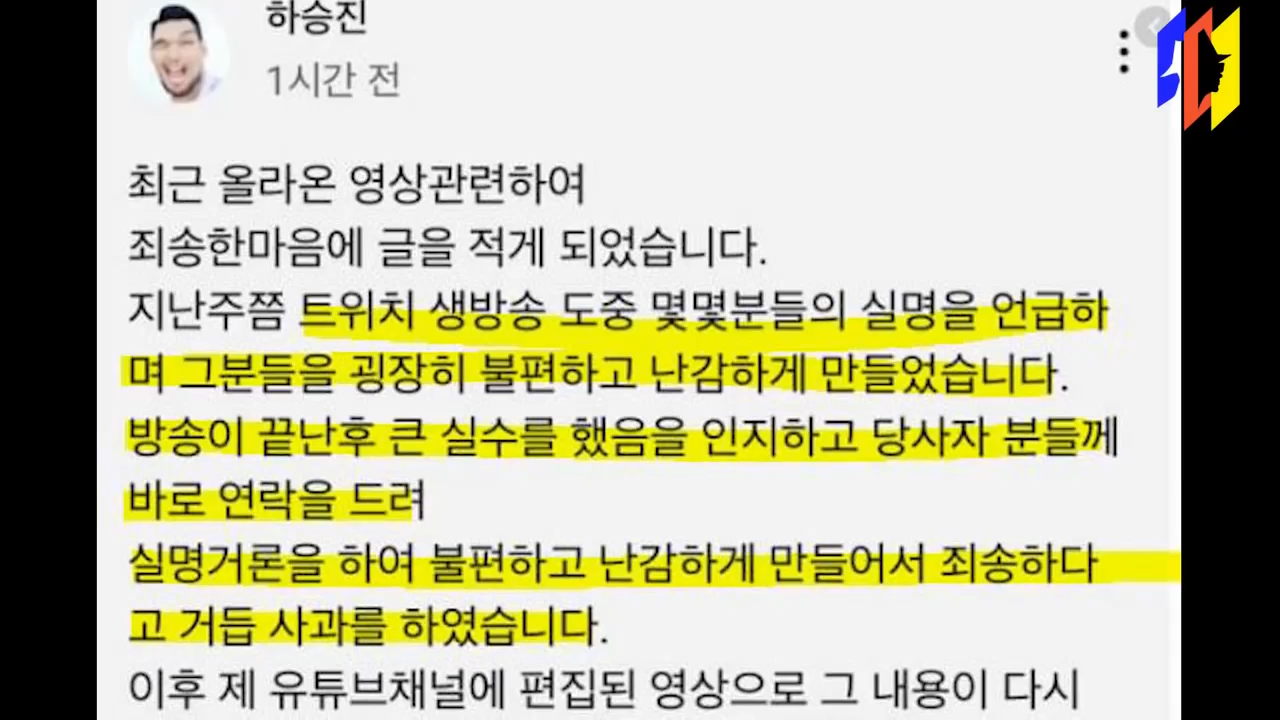 하승진
1시간 전
최근 올라온 영상관련하여
죄송한마음에 글을 적게 되었습니다.
지난주쯤 트위치 생방송 도중 몇몇분들의 실명을 언급하
며 그분들을 굉장히 불편하고 난감하게 만들었습니다.
방송이 끝난후 큰 실수를 했음을 인지하고 당사자 분들께
바로 연락을 드려
실명거론을 하여 불편하고 난감하게 만들어서 죄송하다
고 거듭 사과를 하였습니다.
이후 제 유튜브채널에 편집된 영상으로 그 내용이 다시